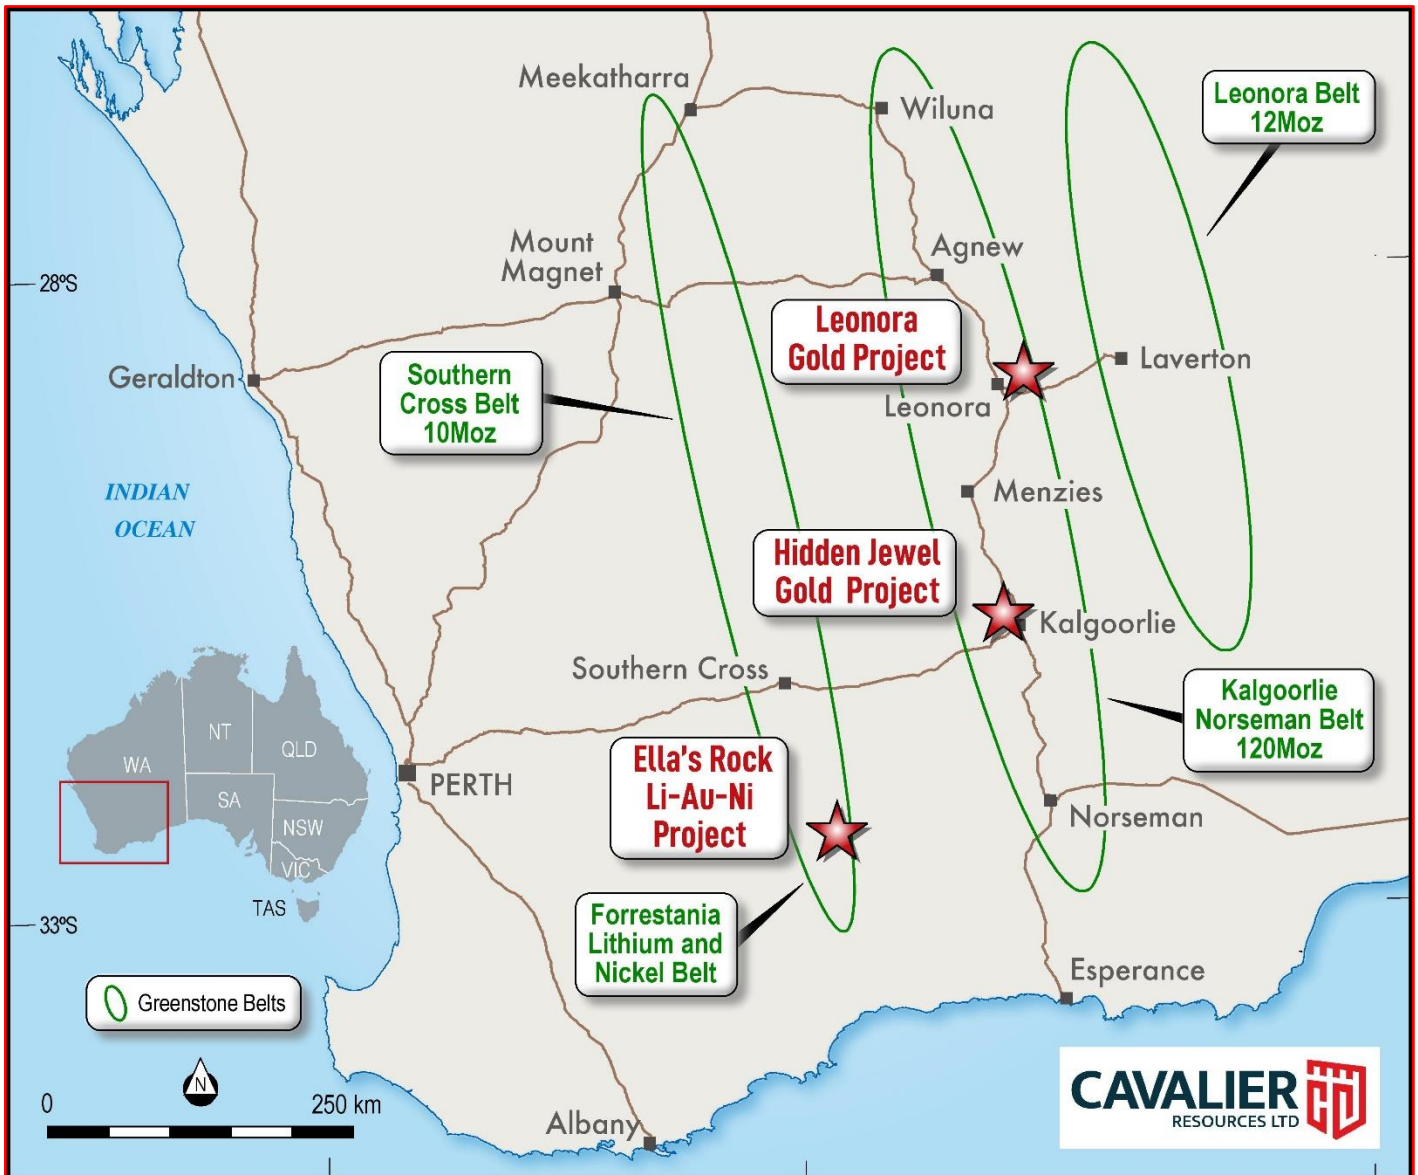 Meekatharra
Wiluna
Leonora Belt
12Moz
Mount
Magnet
Agnew
28ºS
Leonora
Gold Project
Laverton
Geraldton
Southern
Cross Belt
10Moz
Leonora
INDIAN
OCEAN
Menzies
Hidden Jewel
Gold Project
Kalgoorlie
Southern Cross
Kalgoorlie
Norseman Belt
120Moz
NT
QLD
WA
SA
NSW
VIC
TAS
PERTH
Ella's Rock
Li-Au-Ni
Project
Norseman
33ºS
Forrestania
Lithium and
Nickel Belt
Esperance
Greenstone Belts
N
0 250 km
Albany
CAVALIER
RESOURCES LTD